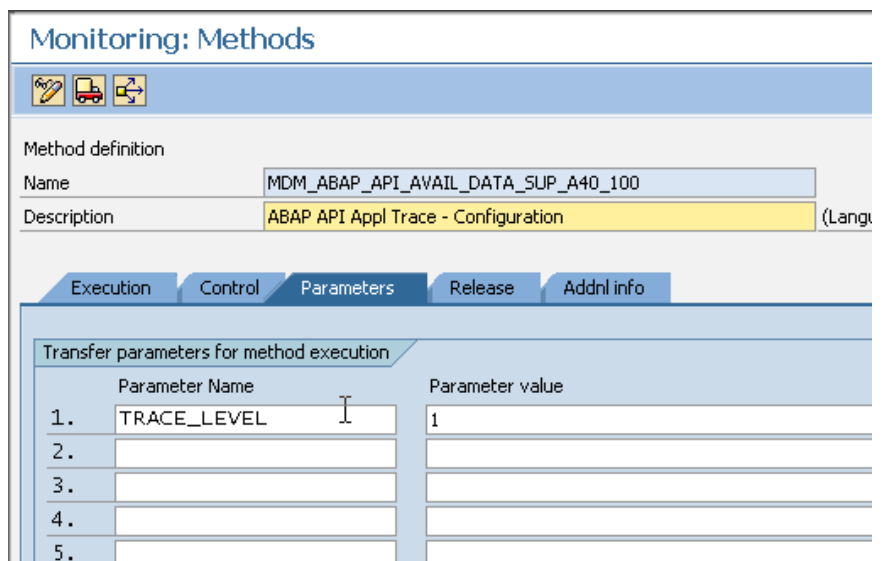 Monitoring: Methods
Method definition
Name MDM_ABAP_API_AVAIL_DATA_SUP_A40_100
Description ABAP API Appl Trace - Configuration (Langu
Execution Control Parameters Release Addnl info
Transfer parameters for method execution
Parameter Name Parameter value
1. TRACE_LEVEL 1
2.
3.
4.
5.